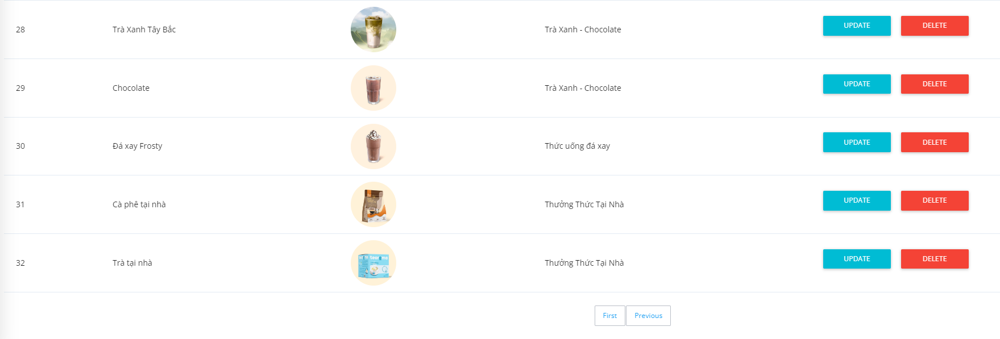 28 Trà Xanh Tây Bắc Trà Xanh - Chocolate UPDATE DELETE
29 Chocolate Trà Xanh - Chocolate UPDATE DELETE
30 Đá xay Frosty Thức uống đá xay UPDATE DELETE
31 Cà phê tại nhà Thưởng Thức Tại Nhà UPDATE DELETE
32 Trà tại nhà Thưởng Thức Tại Nhà UPDATE DELETE
First Previous